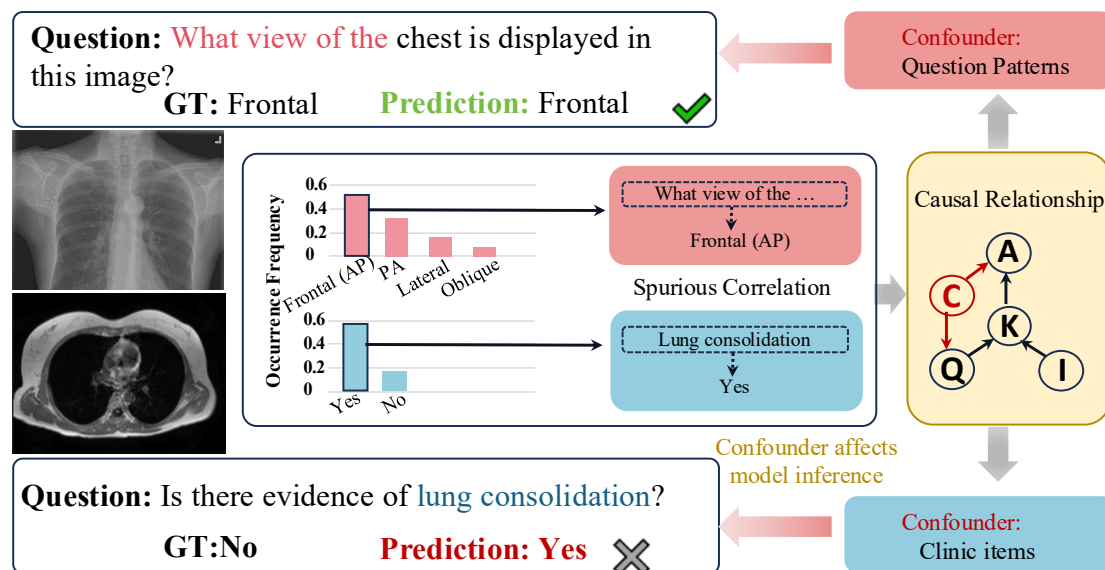 Question: What view of the chest is displayed in
this image?
GT: Frontal
Prediction: Frontal
Confounder:
Question Patterns
Occurrence Frequency
0.6
0.4
0.2
0
Frontal (AP)
PA
Lateral
Oblique
What view of the ...
Frontal (AP)
Spurious Correlation
0.6
0.4
0.2
0
Yes
No
Lung consolidation
Yes
Causal Relationship
A
C
K
Q
I
Confounder affects
model inference
Question: Is there evidence of lung consolidation?
GT:No
Prediction: Yes
Confounder:
Clinic items